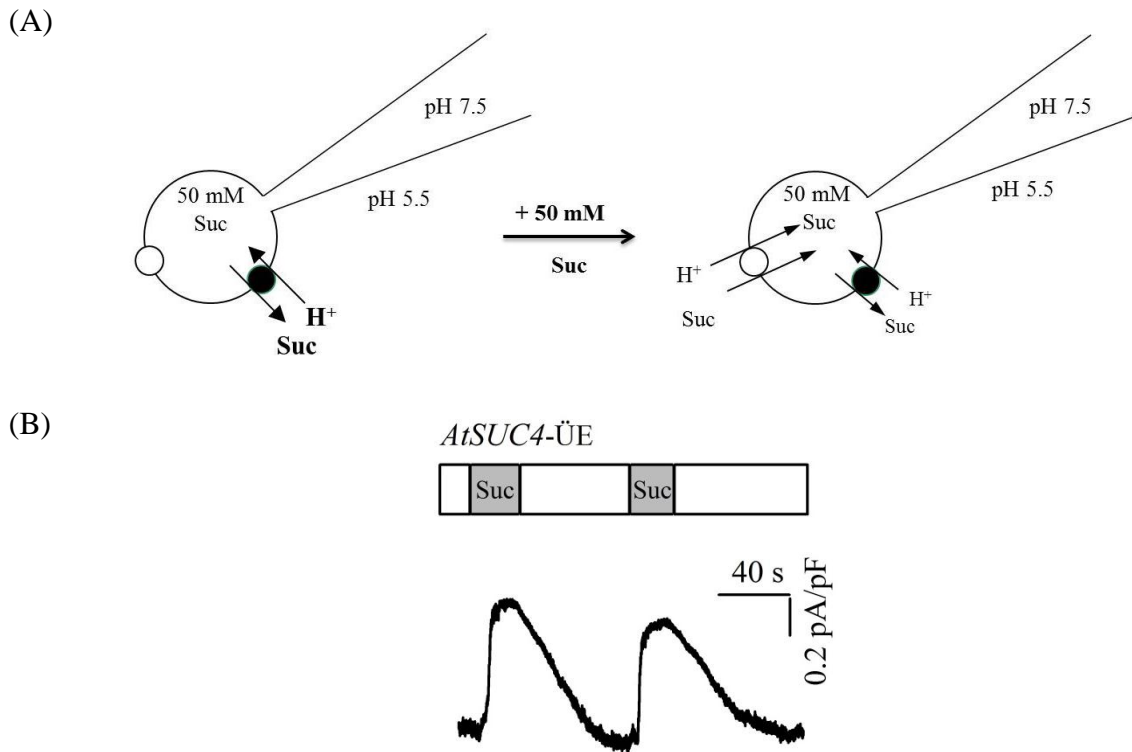 (A)
pH 7.5
pH 5.5
50 mM
Suc
H+
Suc
+ 50 mM
Suc
pH 7.5
pH 5.5
50 mM
Suc
H+
Suc
H+
Suc
(B)
AtSUC4-ÜE
Suc
Suc
40 s
0.2 pA/pF